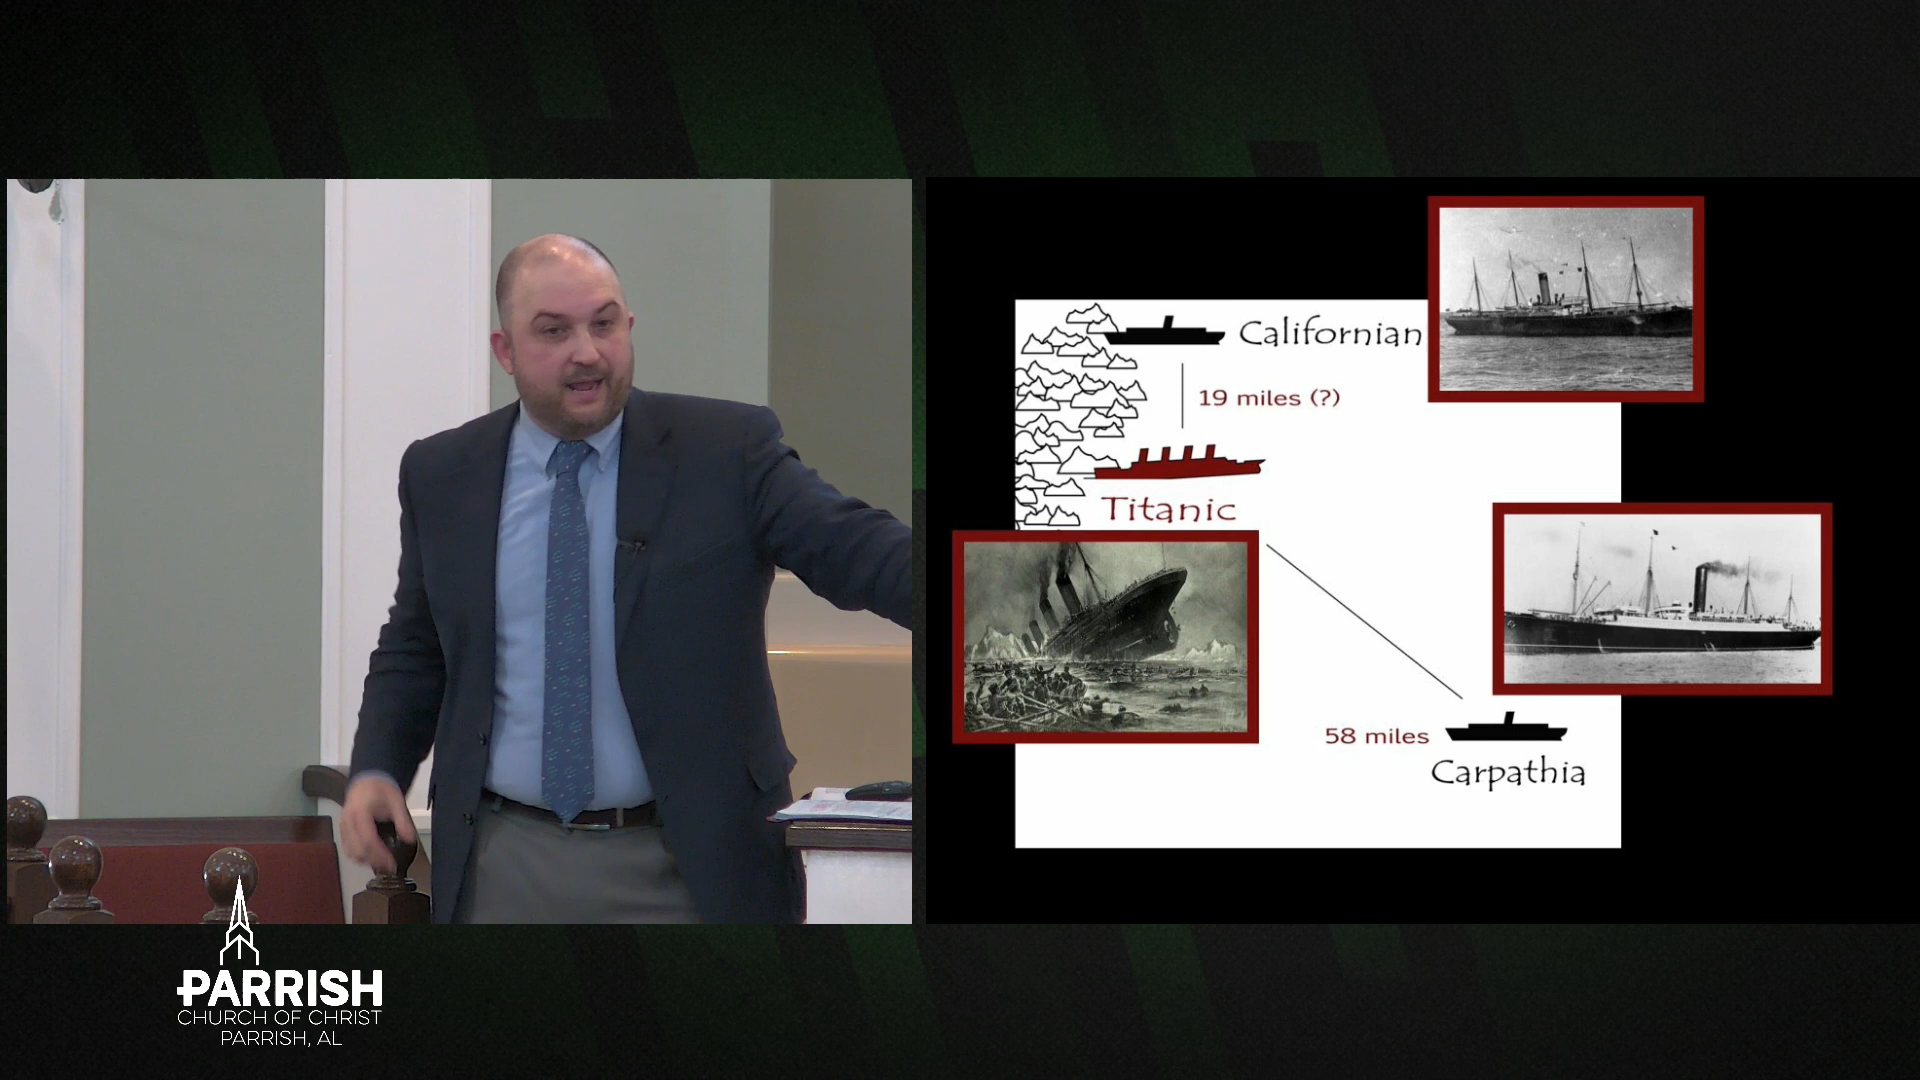 Californian
19 miles (?)
Titanic
58 miles
Carpathia
PARRISH
CHURCH OF CHRIST
PARRISH, AL